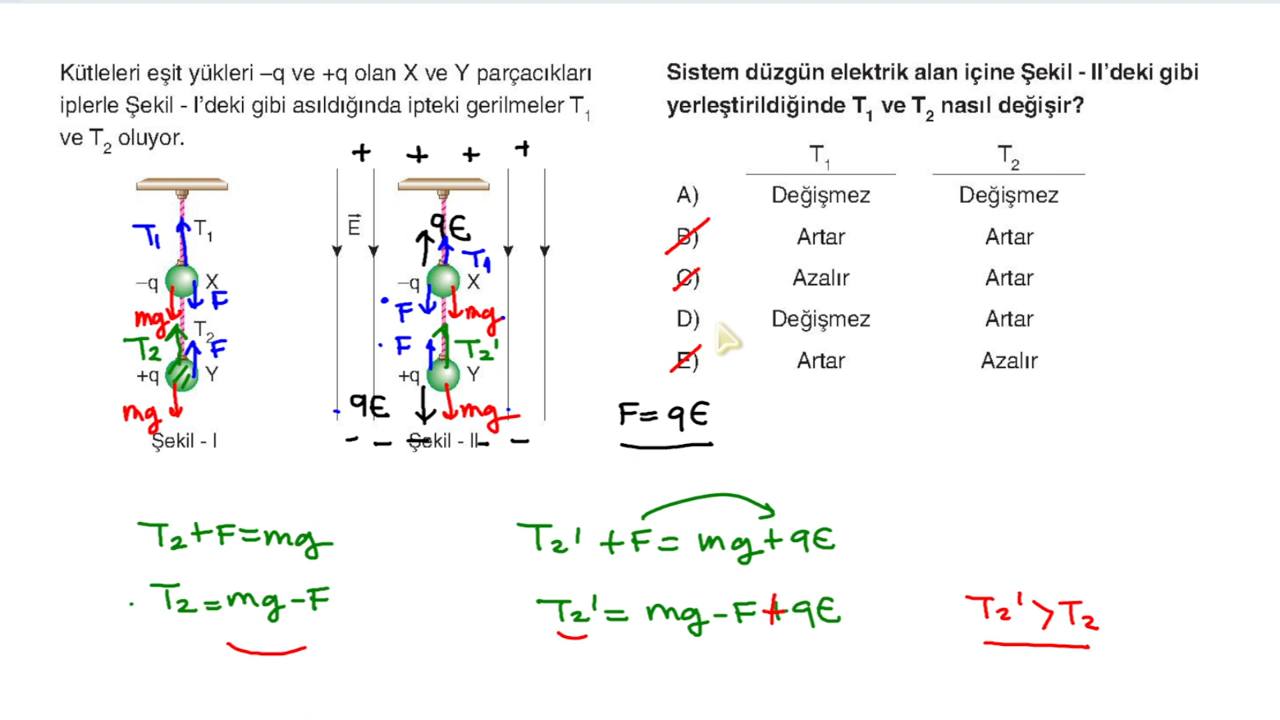 Kütleleri eşit yükleri –q ve +q olan X ve Y parçacıkları
iplerle Şekil - I'deki gibi asıldığında ipteki gerilmeler T₁
ve T₂ oluyor.
+ + + +
T₁ T₁
–q X
F
mg
T₂ T₂
F
+q Y
mg
Şekil - I
E⃗
qE
T₁
–q X
F mg
F T₂'
+q Y
qE mg
- - - - -
Şekil - II
Sistem düzgün elektrik alan içine Şekil - II'deki gibi
yerleştirildiğinde T₁ ve T₂ nasıl değişir?
T₁ T₂
A) Değişmez Değişmez
B) Artar Artar
C) Azalır Artar
D) Değişmez Artar
E) Artar Azalır
F = qE
T₂+F=mg
T₂=mg-F
T₂' +F= mg+qE
T₂'= mg-F+qE
T₂'>T₂